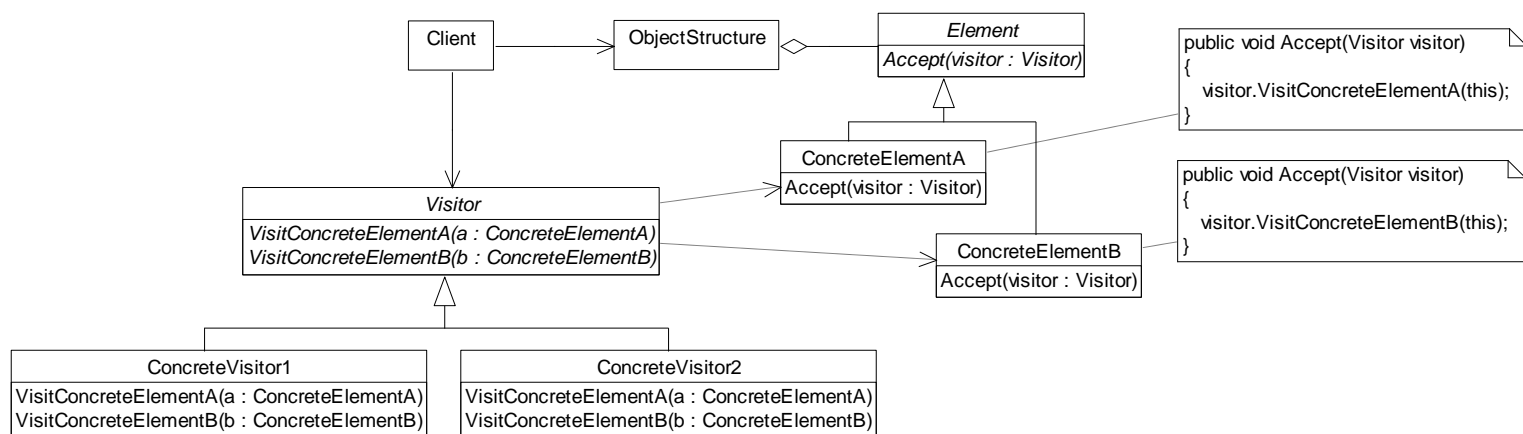 Client
ObjectStructure
Element
Accept(visitor : Visitor)
public void Accept(Visitor visitor)
{
visitor.VisitConcreteElementA(this);
}
ConcreteElementA
Accept(visitor : Visitor)
public void Accept(Visitor visitor)
{
visitor.VisitConcreteElementB(this);
}
Visitor
VisitConcreteElementA(a : ConcreteElementA)
VisitConcreteElementB(b : ConcreteElementB)
ConcreteElementB
Accept(visitor : Visitor)
ConcreteVisitor1
VisitConcreteElementA(a : ConcreteElementA)
VisitConcreteElementB(b : ConcreteElementB)
ConcreteVisitor2
VisitConcreteElementA(a : ConcreteElementA)
VisitConcreteElementB(b : ConcreteElementB)